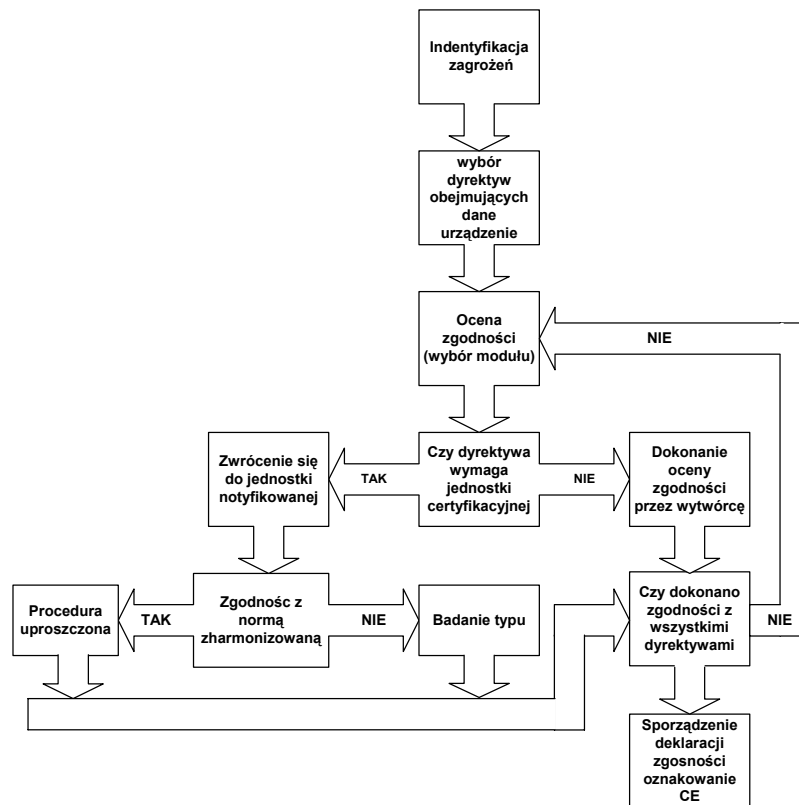 Indentyfikacja
zagrożeń
wybór
dyrektyw
obejmujących
dane
urządzenie
Ocena
zgodności
(wybór modułu)
NIE
Zwrócenie się
do jednostki
notyfikowanej
TAK
Czy dyrektywa
wymaga
jednostki
certyfikacyjnej
NIE
Dokonanie
oceny
zgodności
przez wytwórcę
Procedura
uproszczona
TAK
Zgodnośc z
normą
zharmonizowaną
NIE
Badanie typu
Czy dokonano
zgodności z
wszystkimi
dyrektywami
NIE
Sporządzenie
deklaracji
zgosności
oznakowanie
CE